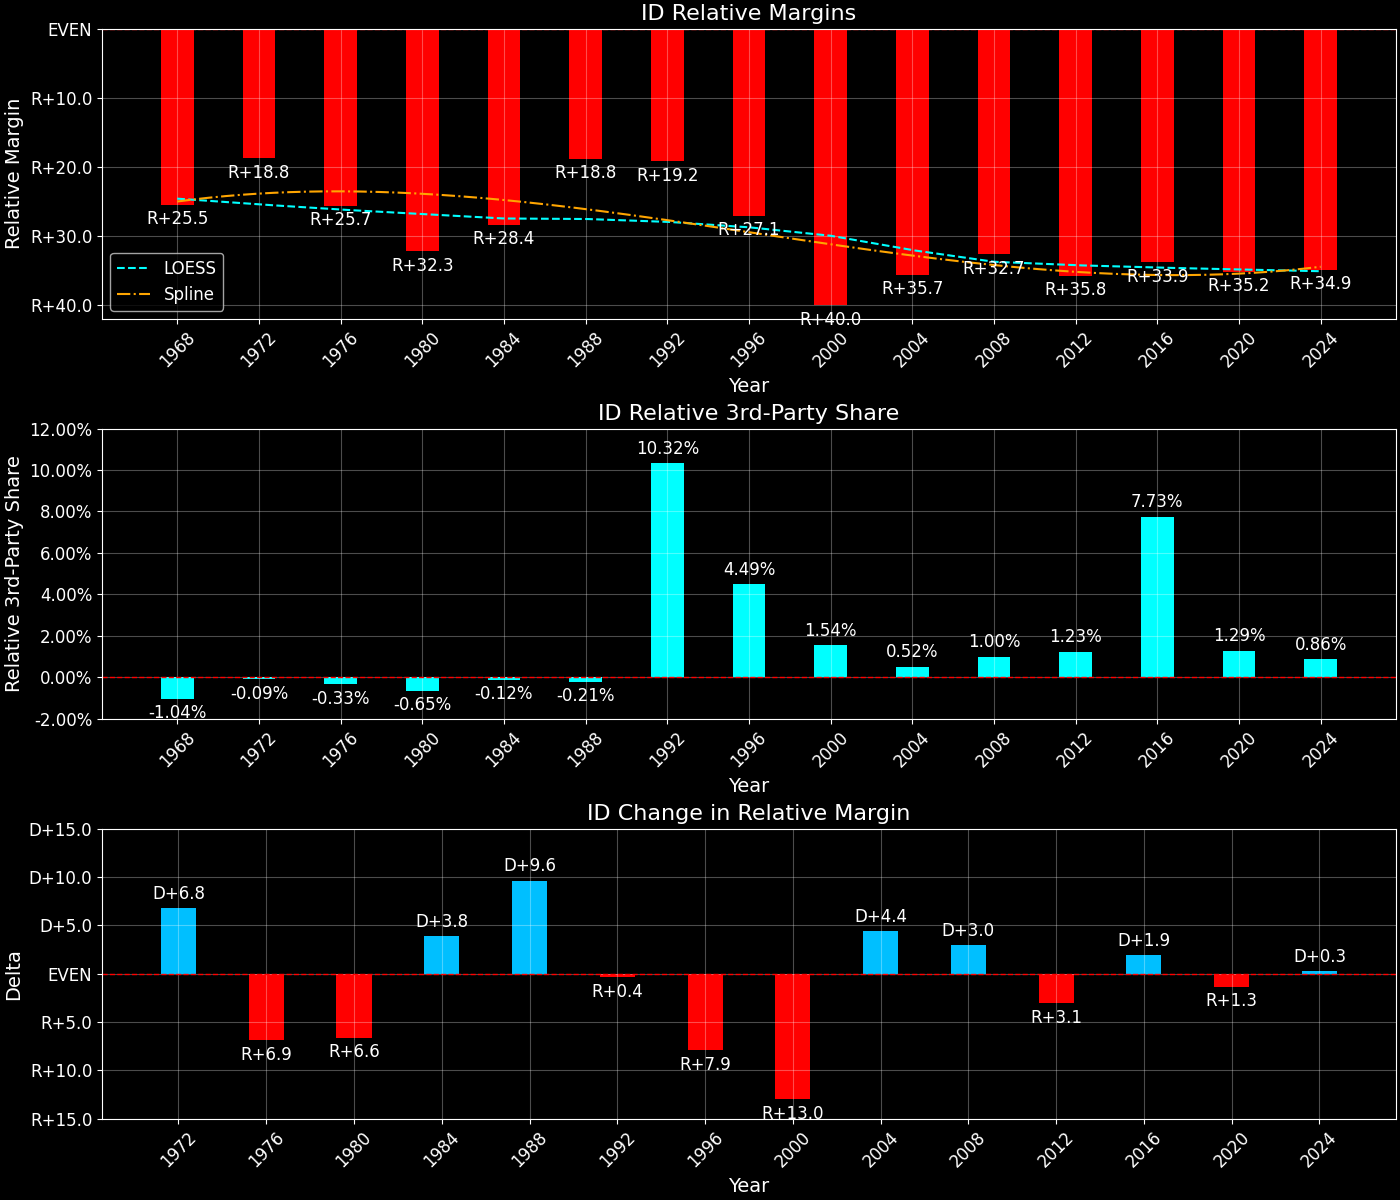 ID Relative Margins
Relative Margin
EVEN
R+10.0
R+20.0
R+30.0
R+40.0
R+25.5
R+18.8
R+25.7
R+32.3
R+28.4
R+18.8
R+19.2
R+27.1
R+40.0
R+35.7
R+32.7
R+35.8
R+33.9
R+35.2
R+34.9
LOESS
Spline
1968
1972
1976
1980
1984
1988
1992
1996
2000
2004
2008
2012
2016
2020
2024
Year
ID Relative 3rd-Party Share
Relative 3rd-Party Share
12.00%
10.00%
8.00%
6.00%
4.00%
2.00%
0.00%
-2.00%
-1.04%
-0.09%
-0.33%
-0.65%
-0.12%
-0.21%
10.32%
4.49%
1.54%
0.52%
1.00%
1.23%
7.73%
1.29%
0.86%
1968
1972
1976
1980
1984
1988
1992
1996
2000
2004
2008
2012
2016
2020
2024
Year
ID Change in Relative Margin
Delta
D+15.0
D+10.0
D+5.0
EVEN
R+5.0
R+10.0
R+15.0
D+6.8
R+6.9
R+6.6
D+3.8
D+9.6
R+0.4
R+7.9
R+13.0
D+4.4
D+3.0
R+3.1
D+1.9
R+1.3
D+0.3
1972
1976
1980
1984
1988
1992
1996
2000
2004
2008
2012
2016
2020
2024
Year